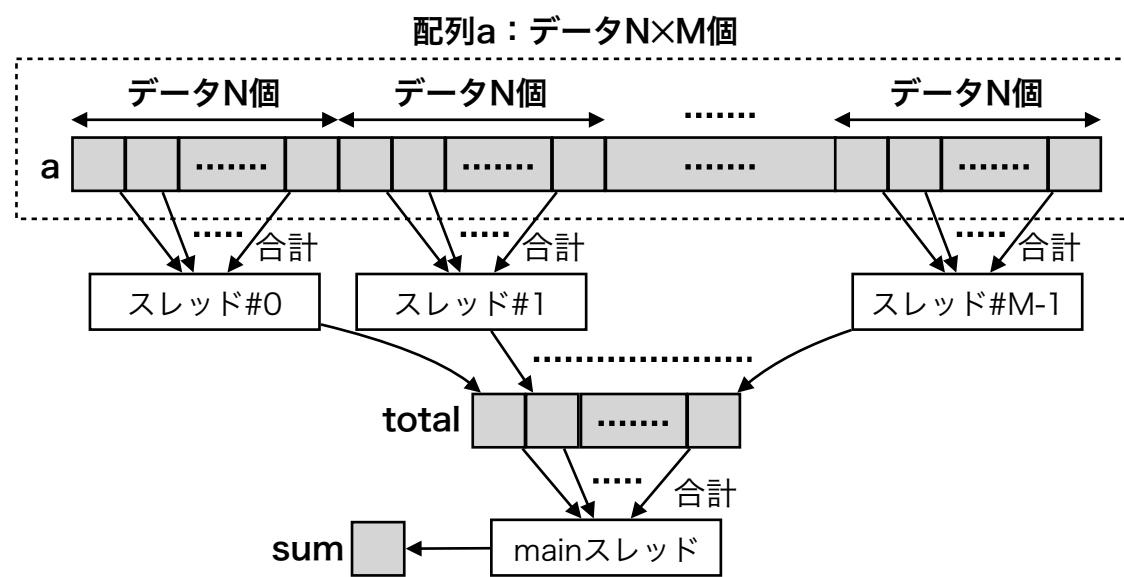 配列a：データN×M個
データN個 データN個 ....... データN個
a ....... ....... ....... .......
..... 合計 ..... 合計 ..... 合計
スレッド#0 スレッド#1 スレッド#M-1
.....................
total .......
..... 合計
sum mainスレッド